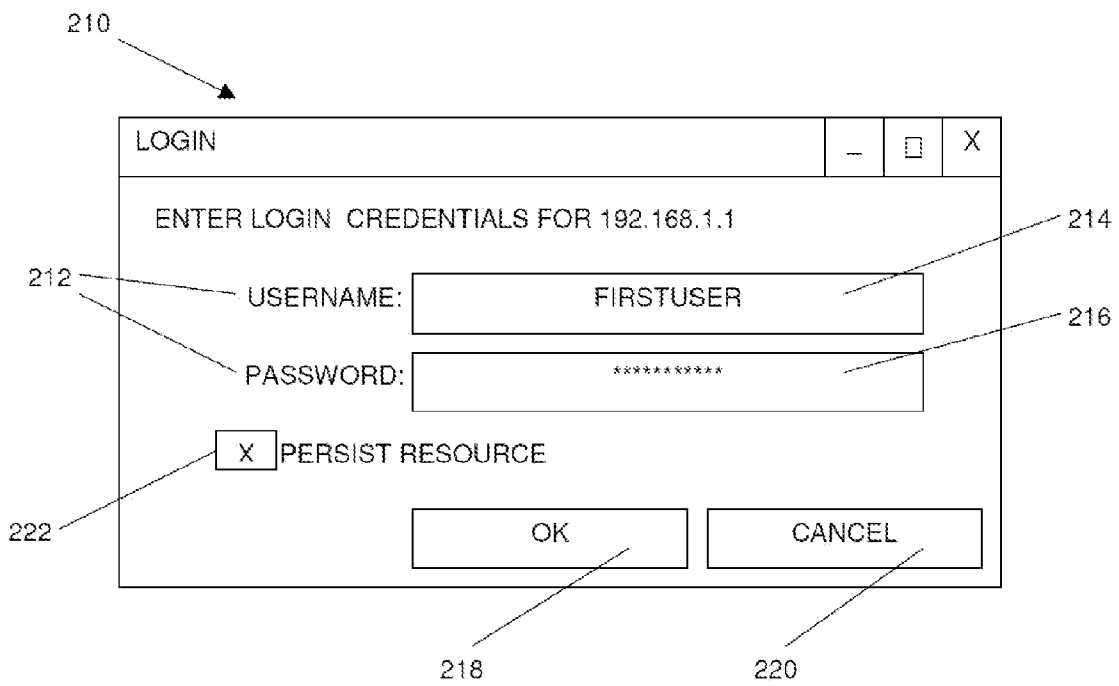 210
LOGIN _ □ X
ENTER LOGIN CREDENTIALS FOR 192.168.1.1
214
212
USERNAME: FIRSTUSER
216
PASSWORD: ***********
X PERSIST RESOURCE
222
OK CANCEL
218 220